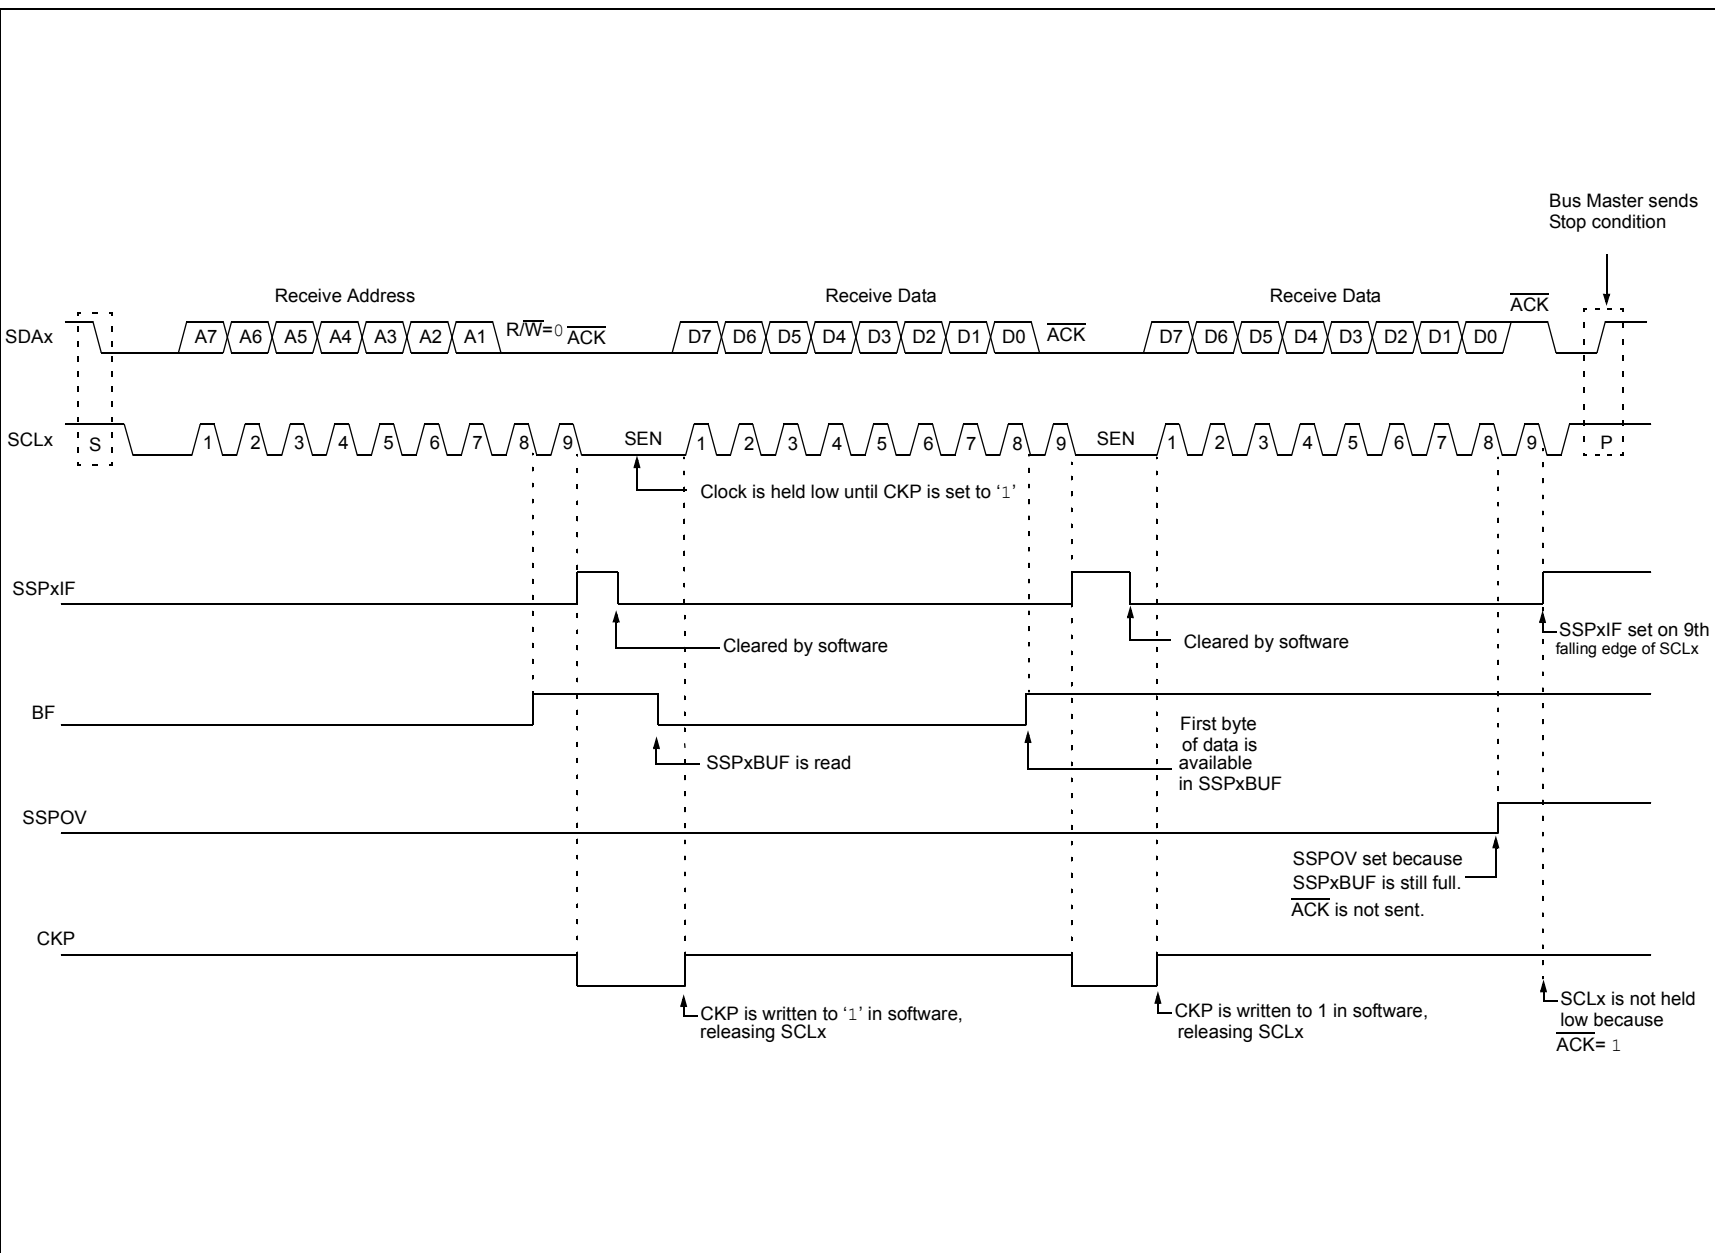 Bus Master sends
Stop condition
Receive Address
Receive Data
Receive Data
ACK
SDAx
A7 A6 A5 A4 A3 A2 A1 R/W=0 ACK
D7 D6 D5 D4 D3 D2 D1 D0 ACK
D7 D6 D5 D4 D3 D2 D1 D0
SCLx
S
1 2 3 4 5 6 7 8 9 SEN
1 2 3 4 5 6 7 8 9 SEN
1 2 3 4 5 6 7 8 9 P
Clock is held low until CKP is set to ‘1’
SSPxIF
Cleared by software
Cleared by software
SSPxIF set on 9th
falling edge of SCLx
BF
SSPxBUF is read
First byte
of data is
available
in SSPxBUF
SSPOV
SSPOV set because
SSPxBUF is still full.
ACK is not sent.
CKP
CKP is written to ‘1’ in software,
releasing SCLx
CKP is written to 1 in software,
releasing SCLx
SCLx is not held
low because
ACK= 1